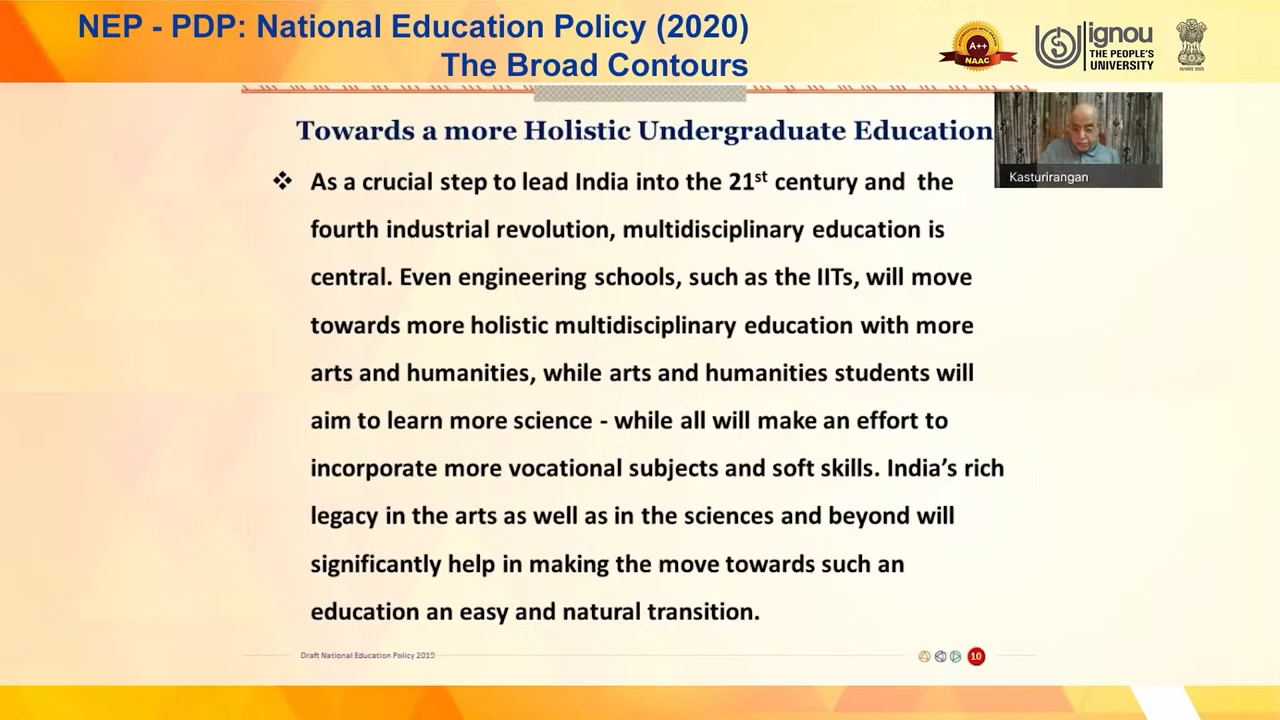 NEP - PDP: National Education Policy (2020)
The Broad Contours
A++
NAAC
ignou
THE PEOPLE'S
UNIVERSITY
Towards a more Holistic Undergraduate Education
Kasturirangan
❖ As a crucial step to lead India into the 21st century and the
fourth industrial revolution, multidisciplinary education is
central. Even engineering schools, such as the IITs, will move
towards more holistic multidisciplinary education with more
arts and humanities, while arts and humanities students will
aim to learn more science - while all will make an effort to
incorporate more vocational subjects and soft skills. India’s rich
legacy in the arts as well as in the sciences and beyond will
significantly help in making the move towards such an
education an easy and natural transition.
Draft National Education Policy 2019
10